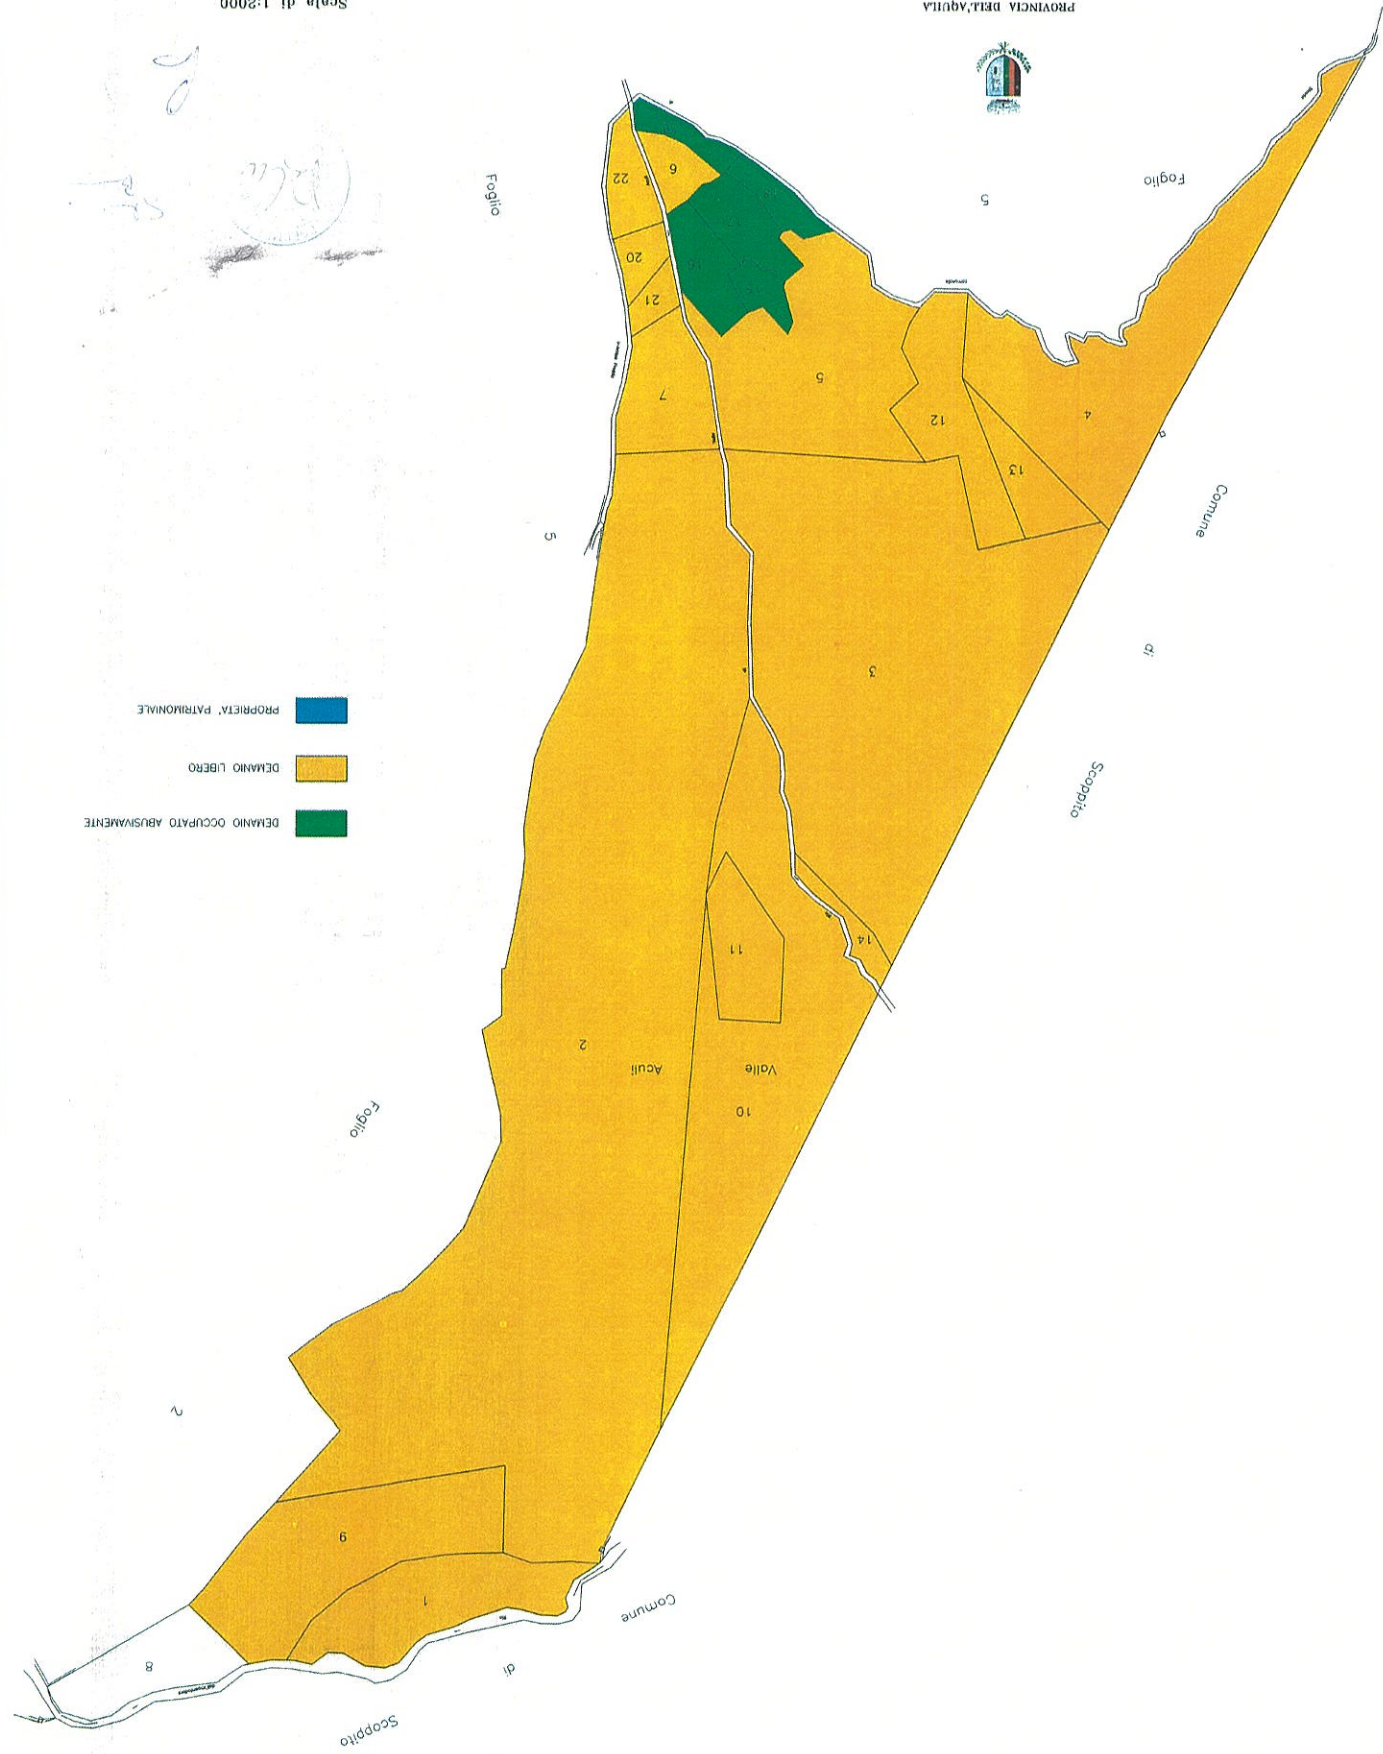 Scoppito
di
Comune
8
1
9
2
Foglio
10
Valle Aculi
2
11
14
DEMANIO OCCUPATO ABUSIVAMENTE
DEMANIO LIBERO
PROPRIETA' PATRIMONIALE
Scoppito
di
Comune
3
5
13
12
4
5
7
21
20
22
6
5
Foglio
Foglio
PROVINCIA DELL'AQUILA
Scala di 1:2000